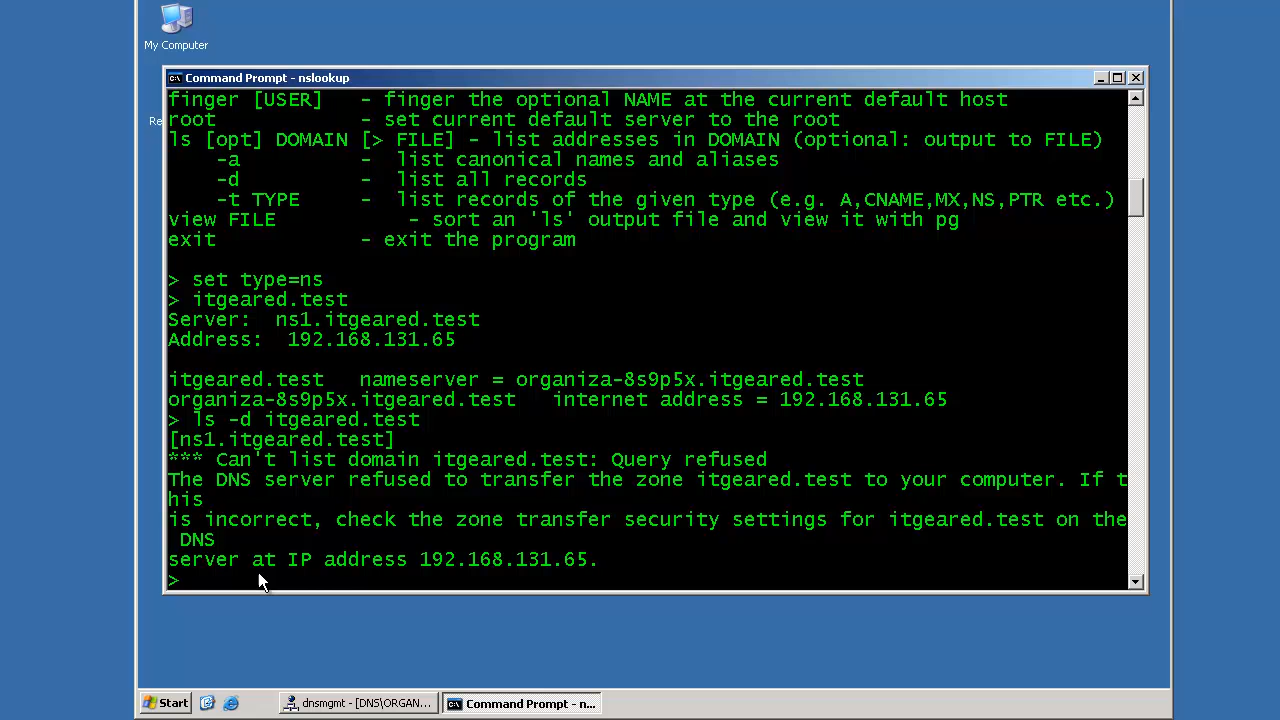 My Computer
Command Prompt - nslookup
Re
finger [USER]   - finger the optional NAME at the current default host
root            - set current default server to the root
ls [opt] DOMAIN [> FILE] - list addresses in DOMAIN (optional: output to FILE)
    -a          -  list canonical names and aliases
    -d          -  list all records
    -t TYPE     -  list records of the given type (e.g. A,CNAME,MX,NS,PTR etc.)
view FILE           - sort an 'ls' output file and view it with pg
exit            - exit the program
> set type=ns
> itgeared.test
Server:  ns1.itgeared.test
Address:  192.168.131.65
itgeared.test   nameserver = organiza-8s9p5x.itgeared.test
organiza-8s9p5x.itgeared.test   internet address = 192.168.131.65
> ls -d itgeared.test
[ns1.itgeared.test]
*** Can't list domain itgeared.test: Query refused
The DNS server refused to transfer the zone itgeared.test to your computer. If t
his
is incorrect, check the zone transfer security settings for itgeared.test on the
 DNS
server at IP address 192.168.131.65.
>
Start
dnsmgmt - [DNS\ORGAN...
Command Prompt - n...